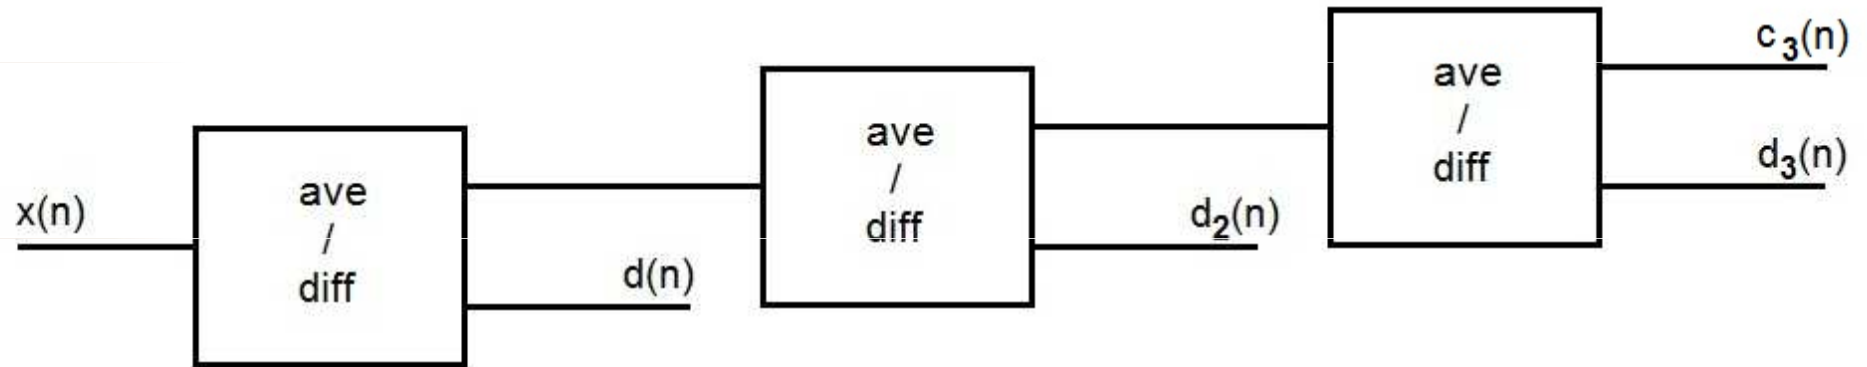 x(n)
ave
/
diff
d(n)
ave
/
diff
d2(n)
ave
/
diff
c3(n)
d3(n)